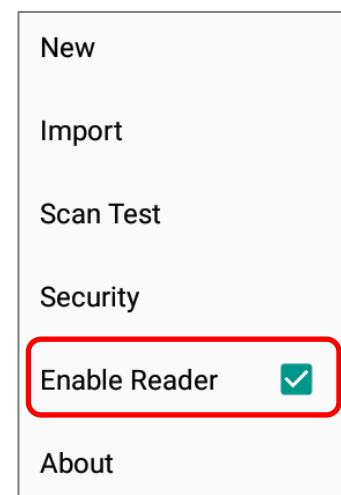 New
Import
Scan Test
Security
Enable Reader
About